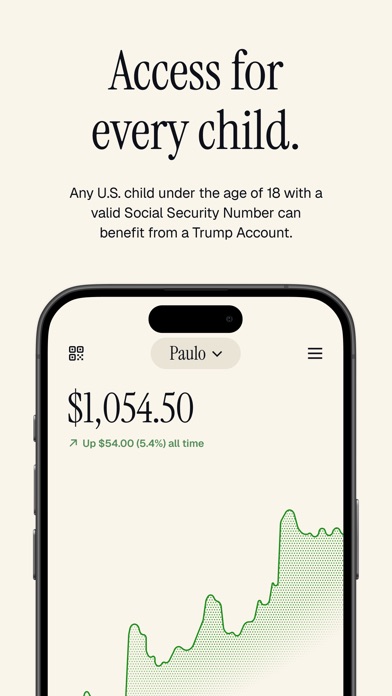 Access for
every child.
Any U.S. child under the age of 18 with a
valid Social Security Number can
benefit from a Trump Account.
Paulo
$1,054.50
Up $54.00 (5.4%) all time